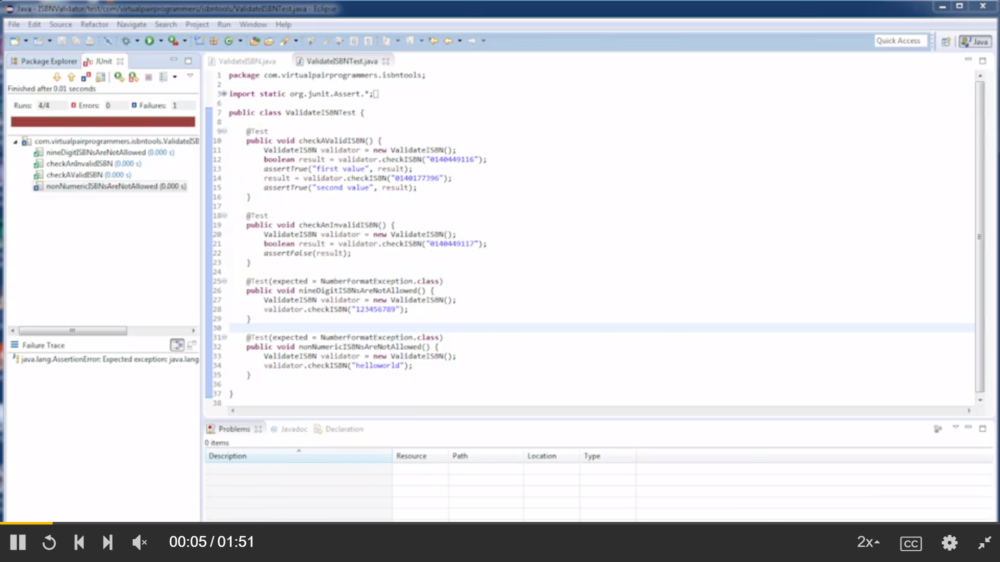 Java - ISBNValidator/test/com/virtualpairprogrammers/isbntools/ValidateISBNTest.java - Eclipse
File Edit Source Refactor Navigate Search Project Run Window Help
Quick Access
Java
Package Explorer JUnit
Finished after 0.01 seconds
Runs: 4/4 Errors: 0 Failures: 1
com.virtualpairprogrammers.isbntools.ValidateISB
nineDigitISBNsAreNotAllowed (0.000 s)
checkAnInvalidISBN (0.000 s)
checkAValidISBN (0.000 s)
nonNumericISBNsAreNotAllowed (0.000 s)
Failure Trace
java.lang.AssertionError: Expected exception: java.lang
ValidateISBN.java ValidateISBNTest.java
1 package com.virtualpairprogrammers.isbntools;
2
3 import static org.junit.Assert.*;
6
7 public class ValidateISBNTest {
8
9 @Test
10 public void checkAValidISBN() {
11 ValidateISBN validator = new ValidateISBN();
12 boolean result = validator.checkISBN("0140449116");
13 assertTrue("first value", result);
14 result = validator.checkISBN("0140177396");
15 assertTrue("second value", result);
16 }
17
18 @Test
19 public void checkAnInvalidISBN() {
20 ValidateISBN validator = new ValidateISBN();
21 boolean result = validator.checkISBN("0140449117");
22 assertFalse(result);
23 }
24
25 @Test(expected = NumberFormatException.class)
26 public void nineDigitISBNsAreNotAllowed() {
27 ValidateISBN validator = new ValidateISBN();
28 validator.checkISBN("123456789");
29 }
30
31 @Test(expected = NumberFormatException.class)
32 public void nonNumericISBNsAreNotAllowed() {
33 ValidateISBN validator = new ValidateISBN();
34 validator.checkISBN("helloworld");
35 }
36
37 }
38
Problems Javadoc Declaration
0 items
Description Resource Path Location Type
00:05 / 01:51
2x CC